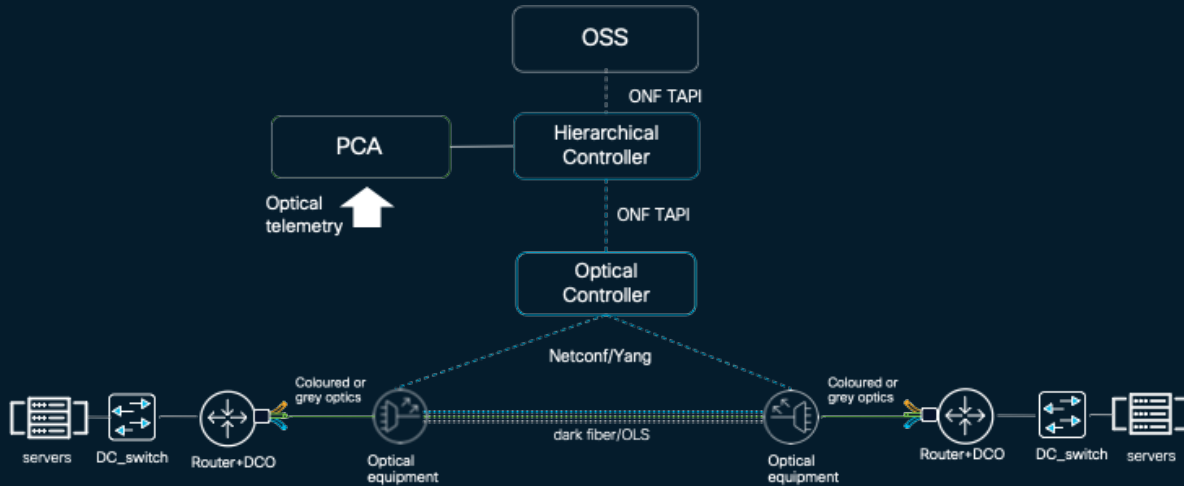 OSS
ONF TAPI
PCA
Hierarchical
Controller
Optical
telemetry
ONF TAPI
Optical
Controller
Netconf/Yang
Coloured or
grey optics
Coloured or
grey optics
dark fiber/OLS
servers
DC_switch
Router+DCO
Optical
equipment
Optical
equipment
Router+DCO
DC_switch
servers